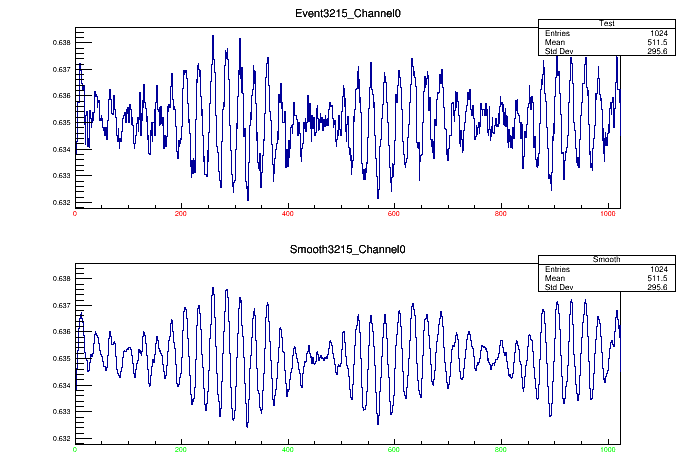 Event3215_Channel0
Test
Entries 1024
Mean 511.5
Std Dev 295.6
0.638
0.637
0.636
0.635
0.634
0.633
0.632
0 200 400 600 800 1000
Smooth3215_Channel0
Smooth
Entries 1024
Mean 511.5
Std Dev 295.6
0.638
0.637
0.636
0.635
0.634
0.633
0.632
0 200 400 600 800 1000